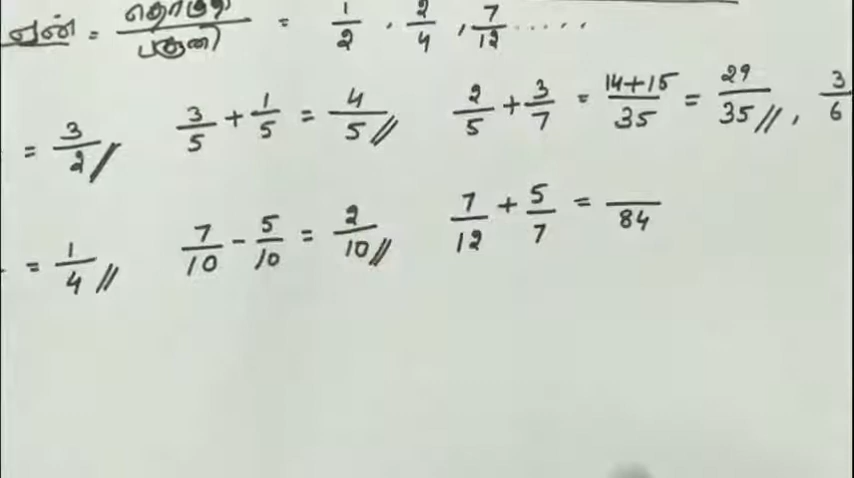 பின்னம் = தொகுதி/பகுதி = 1/2 , 2/4 , 7/12 .....
= 3/2// 3/5 + 1/5 = 4/5// 2/5 + 3/7 = 14+15/35 = 29/35// , 3/6
= 1/4// 7/10 - 5/10 = 2/10// 7/12 + 5/7 = /84